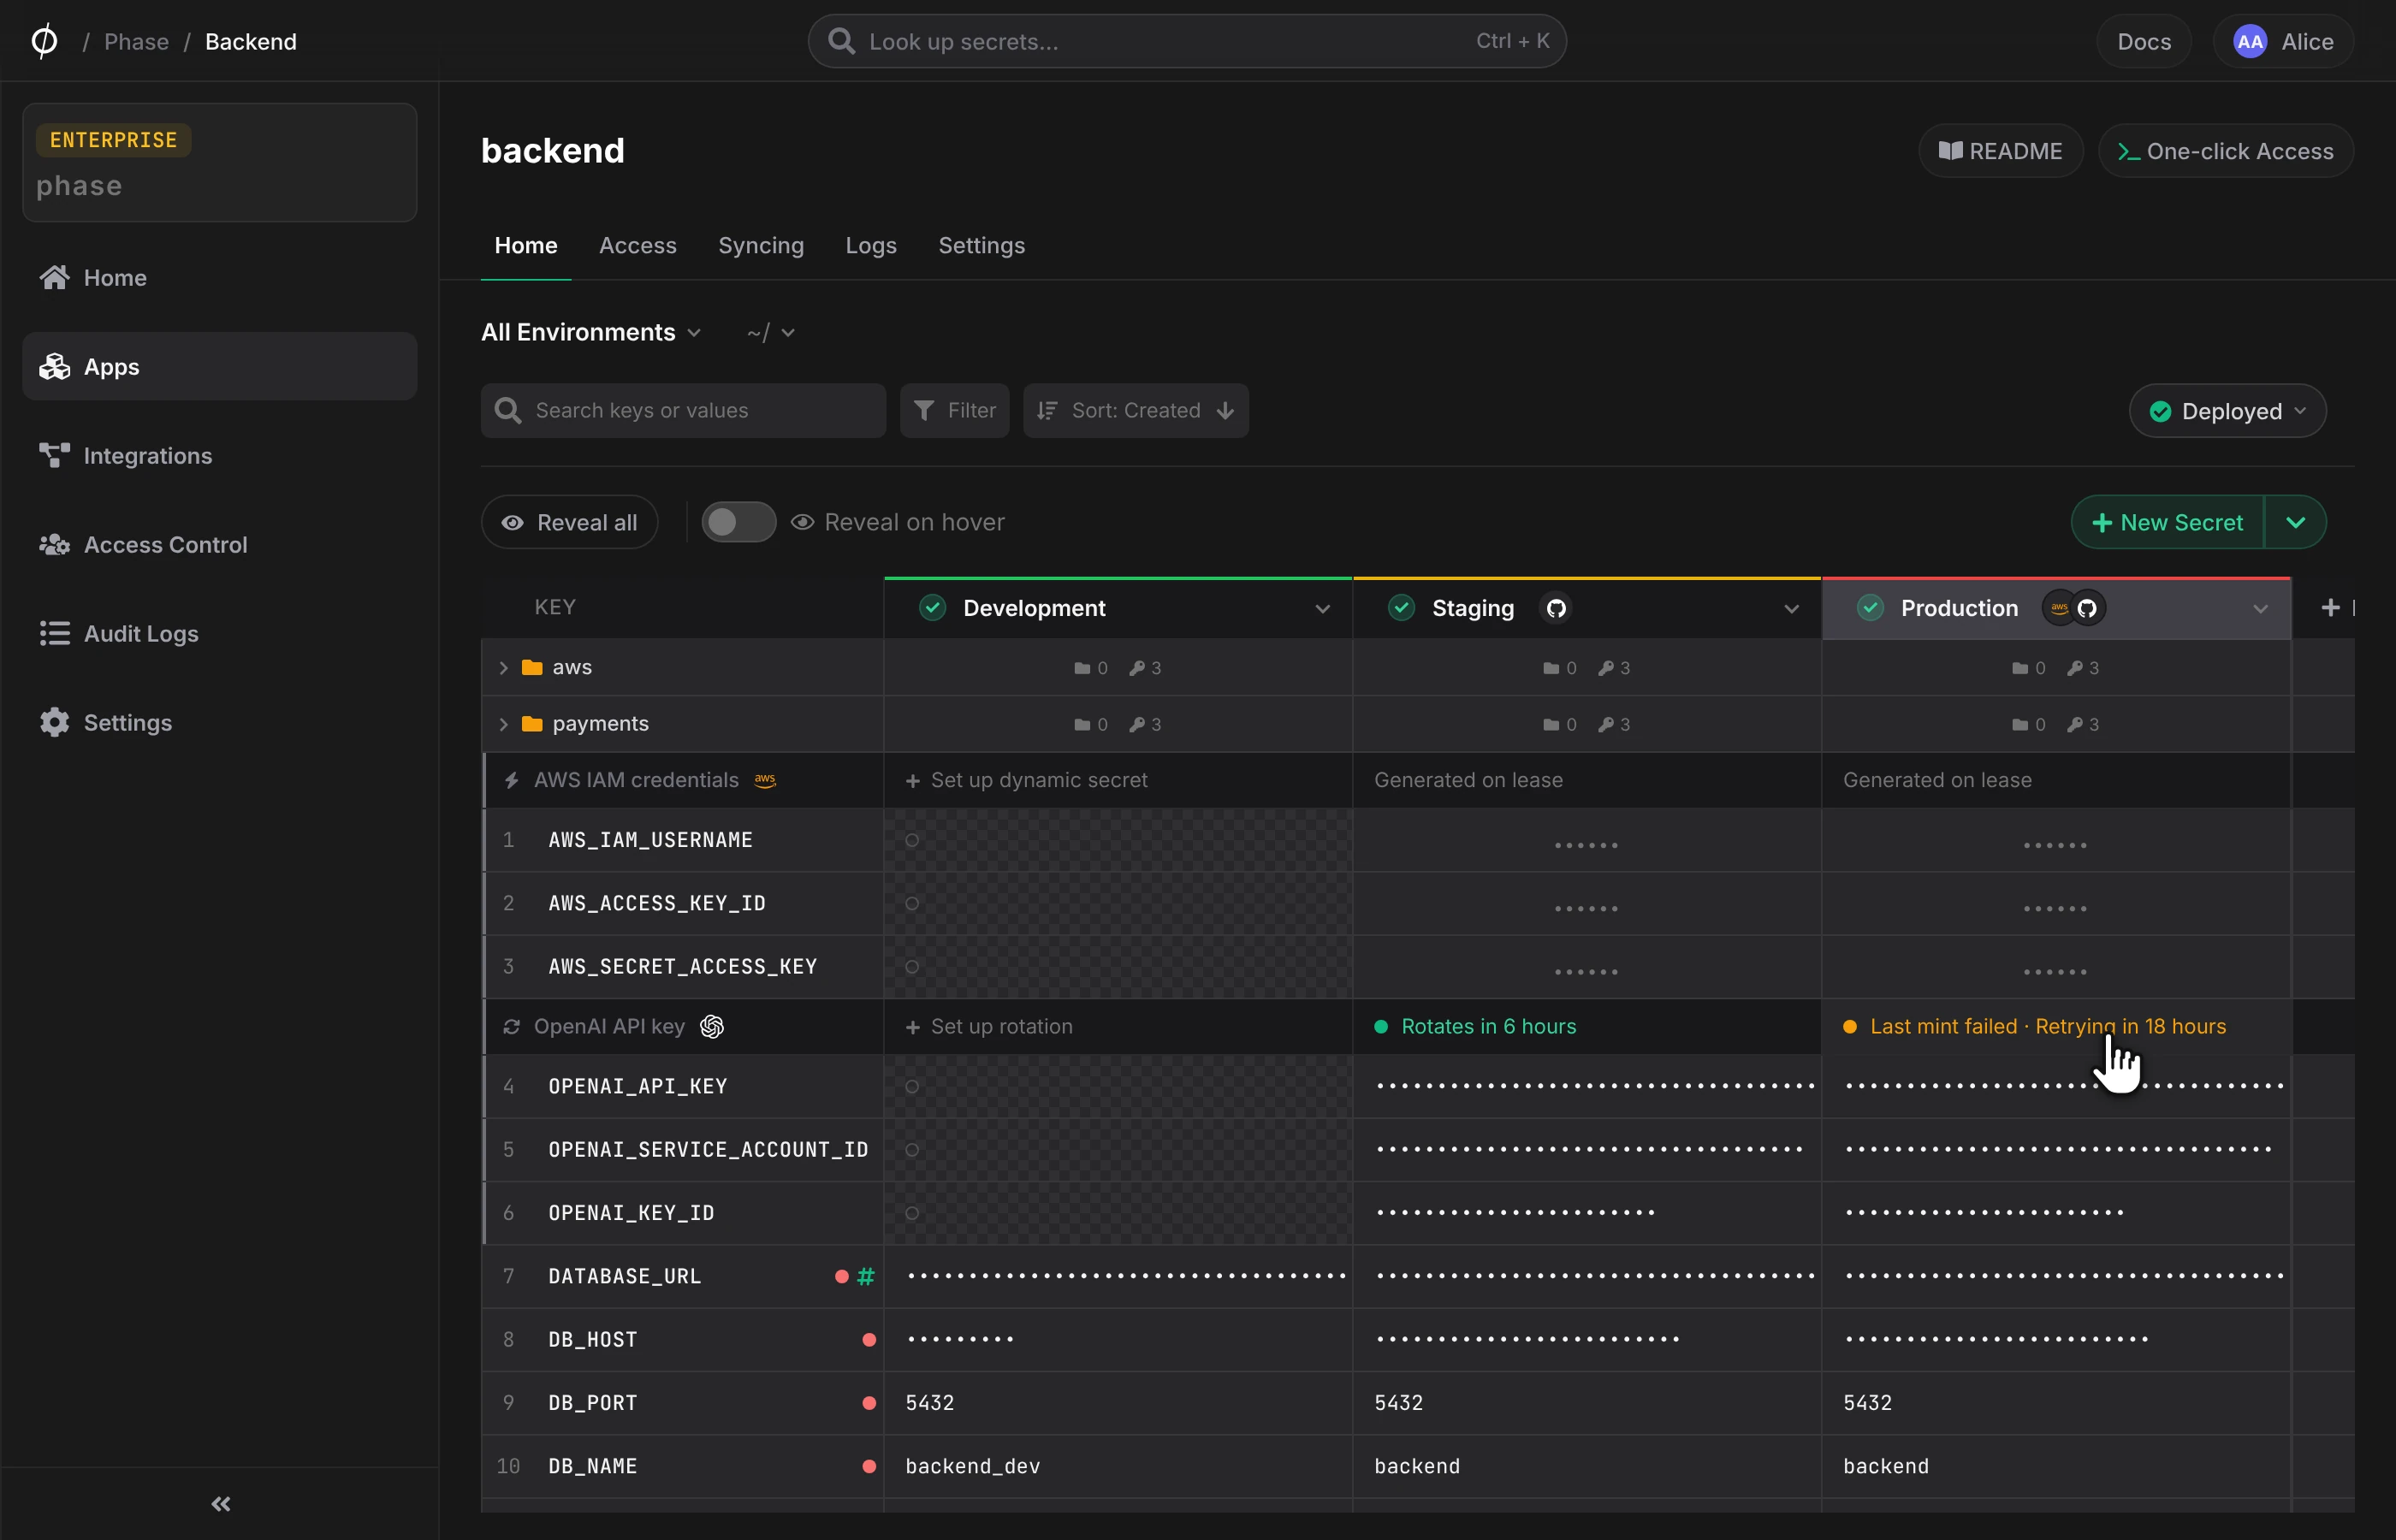 / Phase / Backend
Look up secrets... Ctrl + K
Docs
AA Alice
ENTERPRISE
phase
Home
Apps
Integrations
Access Control
Audit Logs
Settings
backend
README
One-click Access
Home Access Syncing Logs Settings
All Environments ~/
Search keys or values
Filter
Sort: Created
Deployed
Reveal all
Reveal on hover
+ New Secret
KEY Development Staging Production aws +
aws 0 3 0 3 0 3
payments 0 3 0 3 0 3
AWS IAM credentials aws + Set up dynamic secret Generated on lease Generated on lease
1 AWS_IAM_USERNAME •••••• ••••••
2 AWS_ACCESS_KEY_ID •••••• ••••••
3 AWS_SECRET_ACCESS_KEY •••••• ••••••
OpenAI API key + Set up rotation Rotates in 6 hours Last mint failed · Retrying in 18 hours
4 OPENAI_API_KEY
5 OPENAI_SERVICE_ACCOUNT_ID
6 OPENAI_KEY_ID
7 DATABASE_URL #
8 DB_HOST
9 DB_PORT 5432 5432 5432
10 DB_NAME backend_dev backend backend